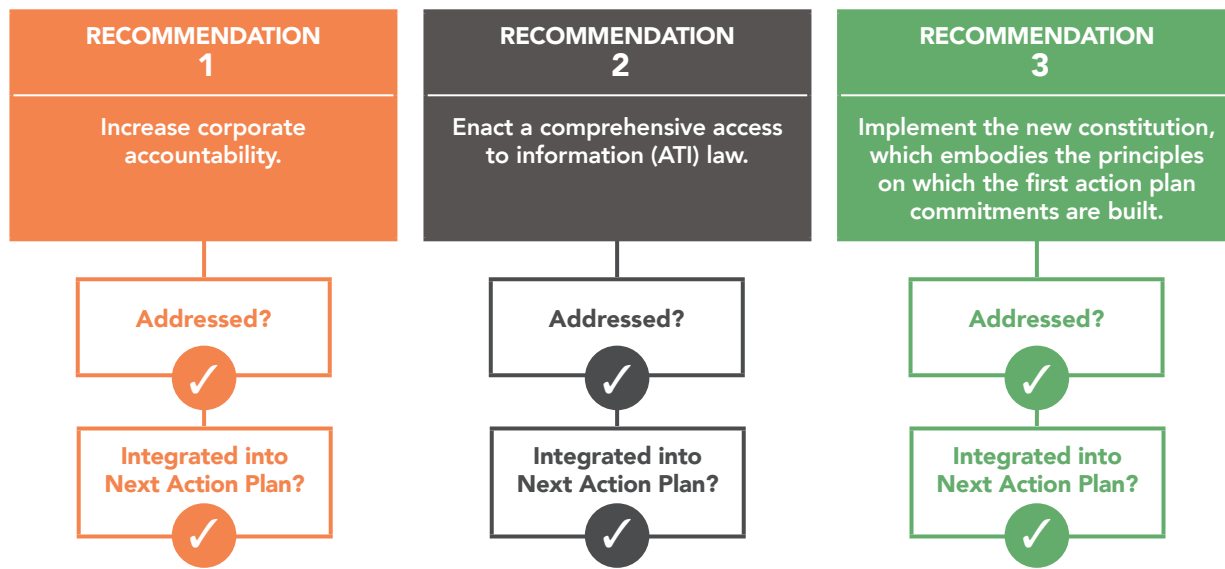 RECOMMENDATION
1
Increase corporate
accountability.
Addressed?
✓
Integrated into
Next Action Plan?
✓
RECOMMENDATION
2
Enact a comprehensive access
to information (ATI) law.
Addressed?
✓
Integrated into
Next Action Plan?
✓
RECOMMENDATION
3
Implement the new constitution,
which embodies the principles
on which the first action plan
commitments are built.
Addressed?
✓
Integrated into
Next Action Plan?
✓